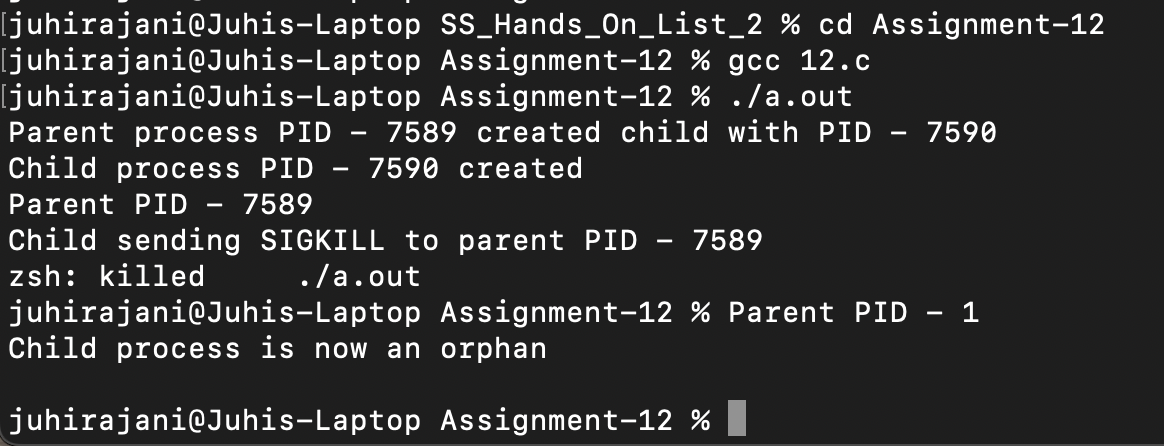 [juhirajani@Juhis-Laptop SS_Hands_On_List_2 % cd Assignment-12
[juhirajani@Juhis-Laptop Assignment-12 % gcc 12.c
[juhirajani@Juhis-Laptop Assignment-12 % ./a.out
Parent process PID - 7589 created child with PID - 7590
Child process PID - 7590 created
Parent PID - 7589
Child sending SIGKILL to parent PID - 7589
zsh: killed     ./a.out
juhirajani@Juhis-Laptop Assignment-12 % Parent PID - 1
Child process is now an orphan
juhirajani@Juhis-Laptop Assignment-12 %